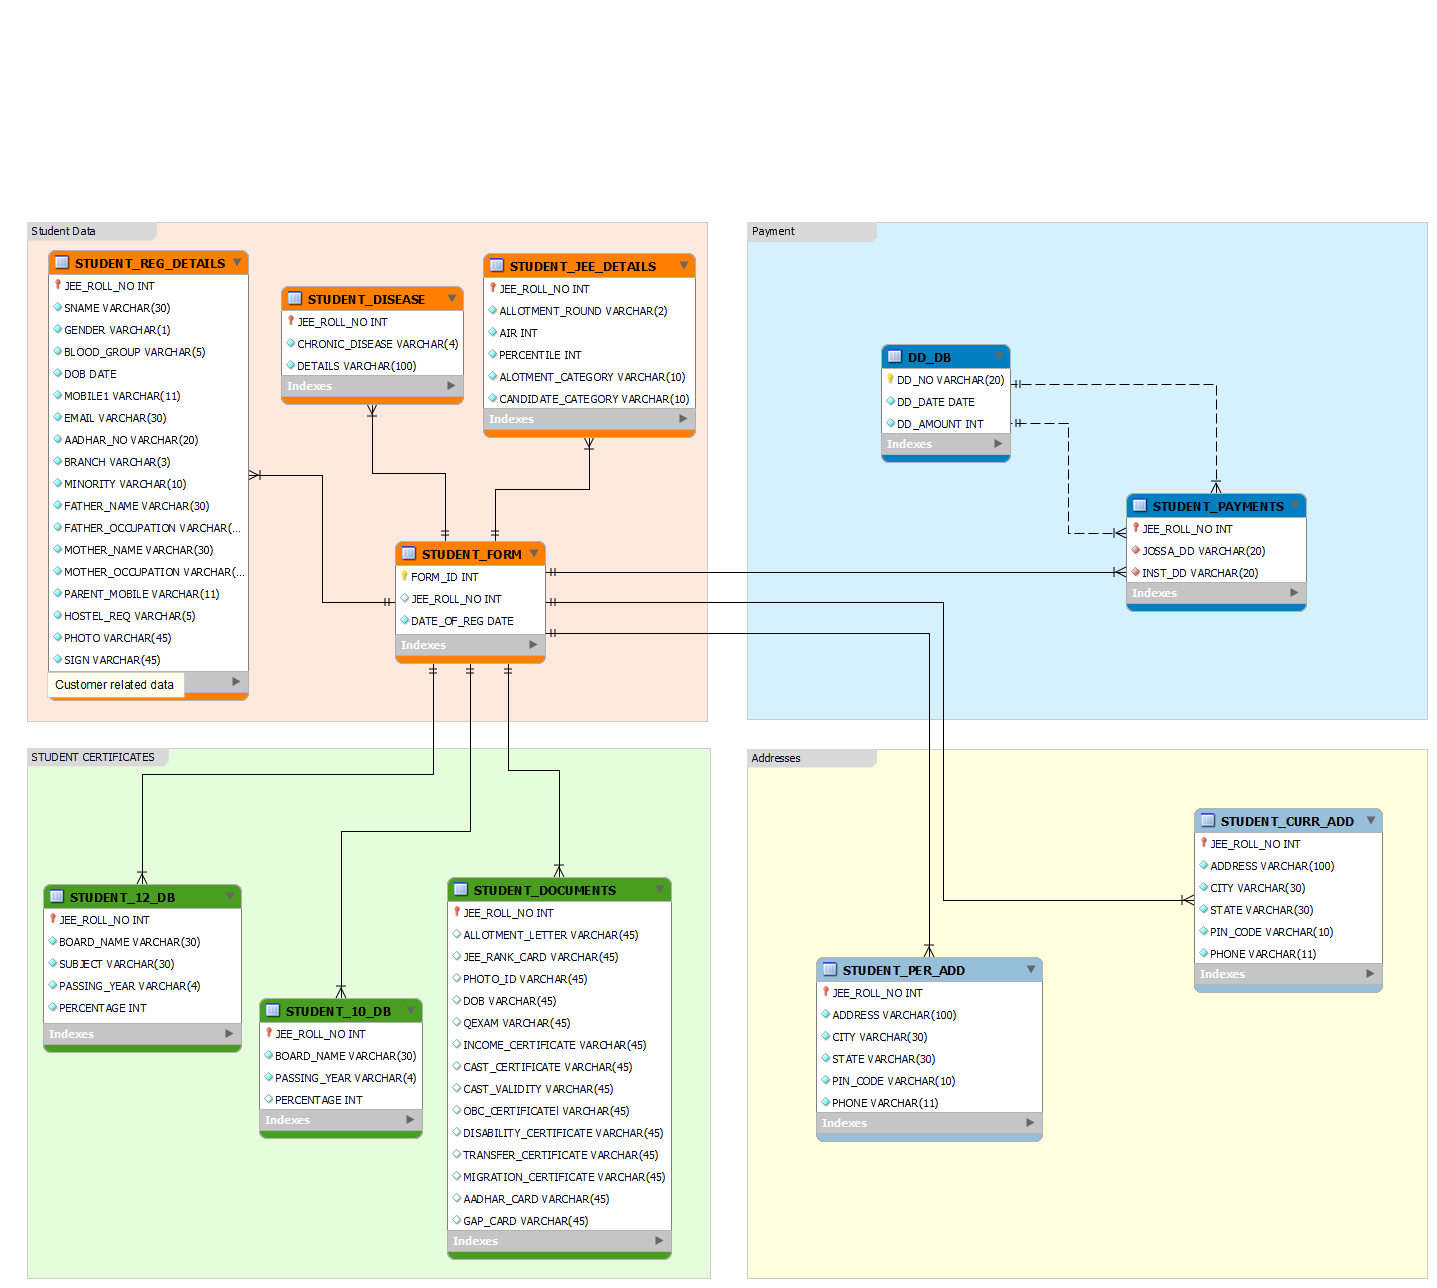 Student Data
STUDENT_REG_DETAILS
JEE_ROLL_NO INT
SNAME VARCHAR(30)
GENDER VARCHAR(1)
BLOOD_GROUP VARCHAR(5)
DOB DATE
MOBILE1 VARCHAR(11)
EMAIL VARCHAR(30)
AADHAR_NO VARCHAR(20)
BRANCH VARCHAR(3)
MINORITY VARCHAR(10)
FATHER_NAME VARCHAR(30)
FATHER_OCCUPATION VARCHAR(...
MOTHER_NAME VARCHAR(30)
MOTHER_OCCUPATION VARCHAR(...
PARENT_MOBILE VARCHAR(11)
HOSTEL_REQ VARCHAR(5)
PHOTO VARCHAR(45)
SIGN VARCHAR(45)
Customer related data
STUDENT_DISEASE
JEE_ROLL_NO INT
CHRONIC_DISEASE VARCHAR(4)
DETAILS VARCHAR(100)
Indexes
STUDENT_JEE_DETAILS
JEE_ROLL_NO INT
ALLOTMENT_ROUND VARCHAR(2)
AIR INT
PERCENTILE INT
ALOTMENT_CATEGORY VARCHAR(10)
CANDIDATE_CATEGORY VARCHAR(10)
Indexes
STUDENT_FORM
FORM_ID INT
JEE_ROLL_NO INT
DATE_OF_REG DATE
Indexes
Payment
DD_DB
DD_NO VARCHAR(20)
DD_DATE DATE
DD_AMOUNT INT
Indexes
STUDENT_PAYMENTS
JEE_ROLL_NO INT
JOSSA_DD VARCHAR(20)
INST_DD VARCHAR(20)
Indexes
STUDENT CERTIFICATES
STUDENT_12_DB
JEE_ROLL_NO INT
BOARD_NAME VARCHAR(30)
SUBJECT VARCHAR(30)
PASSING_YEAR VARCHAR(4)
PERCENTAGE INT
Indexes
STUDENT_10_DB
JEE_ROLL_NO INT
BOARD_NAME VARCHAR(30)
PASSING_YEAR VARCHAR(4)
PERCENTAGE INT
Indexes
STUDENT_DOCUMENTS
JEE_ROLL_NO INT
ALLOTMENT_LETTER VARCHAR(45)
JEE_RANK_CARD VARCHAR(45)
PHOTO_ID VARCHAR(45)
DOB VARCHAR(45)
QEXAM VARCHAR(45)
INCOME_CERTIFICATE VARCHAR(45)
CAST_CERTIFICATE VARCHAR(45)
CAST_VALIDITY VARCHAR(45)
OBC_CERTIFICATEl VARCHAR(45)
DISABILITY_CERTIFICATE VARCHAR(45)
TRANSFER_CERTIFICATE VARCHAR(45)
MIGRATION_CERTIFICATE VARCHAR(45)
AADHAR_CARD VARCHAR(45)
GAP_CARD VARCHAR(45)
Indexes
Addresses
STUDENT_PER_ADD
JEE_ROLL_NO INT
ADDRESS VARCHAR(100)
CITY VARCHAR(30)
STATE VARCHAR(30)
PIN_CODE VARCHAR(10)
PHONE VARCHAR(11)
Indexes
STUDENT_CURR_ADD
JEE_ROLL_NO INT
ADDRESS VARCHAR(100)
CITY VARCHAR(30)
STATE VARCHAR(30)
PIN_CODE VARCHAR(10)
PHONE VARCHAR(11)
Indexes